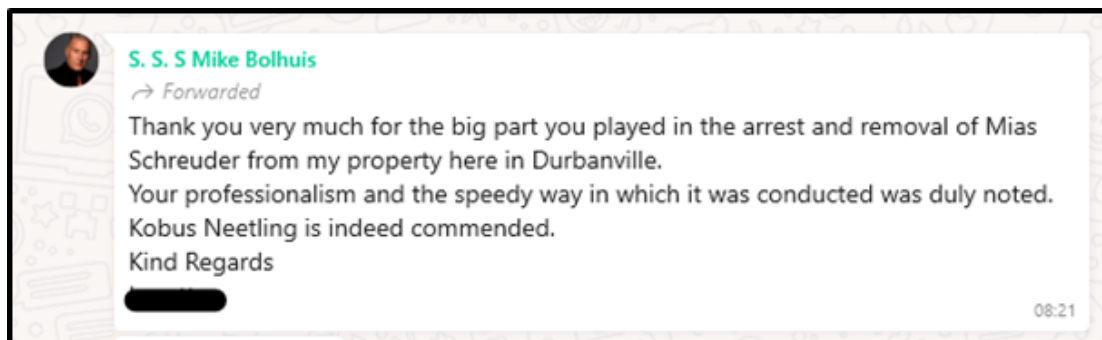 S. S. S Mike Bolhuis
Forwarded
Thank you very much for the big part you played in the arrest and removal of Mias
Schreuder from my property here in Durbanville.
Your professionalism and the speedy way in which it was conducted was duly noted.
Kobus Neetling is indeed commended.
Kind Regards
08:21